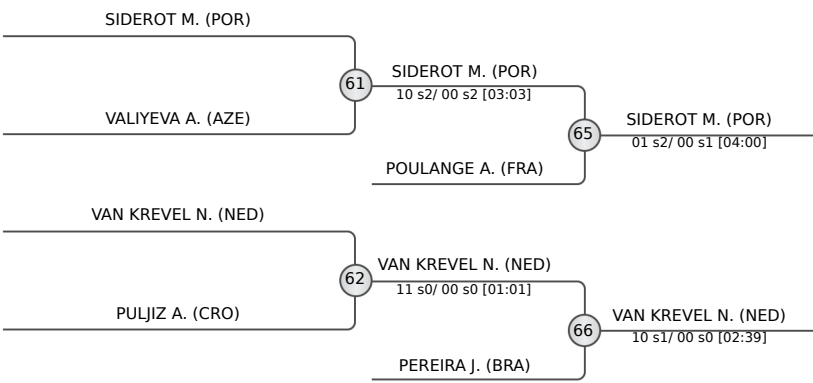 SIDEROT M. (POR)
VALIYEVA A. (AZE)
61
SIDEROT M. (POR)
10 s2/ 00 s2 [03:03]
POULANGE A. (FRA)
65
SIDEROT M. (POR)
01 s2/ 00 s1 [04:00]
VAN KREVEL N. (NED)
PULJIZ A. (CRO)
62
VAN KREVEL N. (NED)
11 s0/ 00 s0 [01:01]
PEREIRA J. (BRA)
66
VAN KREVEL N. (NED)
10 s1/ 00 s0 [02:39]